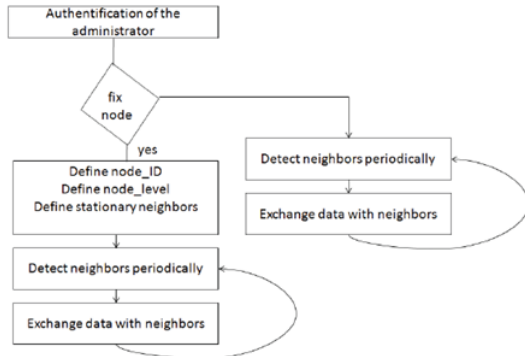 Authentification of the
administrator
fix
node
yes
Define node_ID
Define node_level
Define stationary neighbors
Detect neighbors periodically
Exchange data with neighbors
Detect neighbors periodically
Exchange data with neighbors